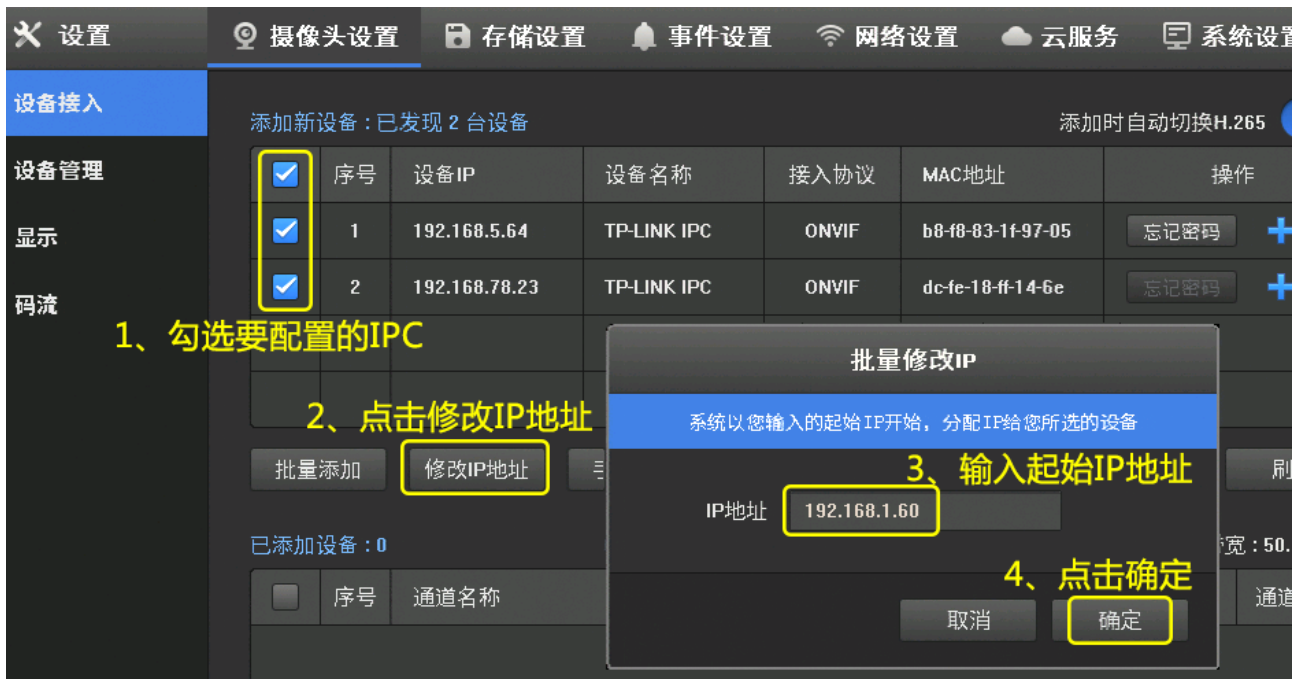 设置 摄像头设置 存储设置 事件设置 网络设置 云服务 系统设置
设备接入
添加新设备 : 已发现 2 台设备 添加时自动切换H.265
设备管理
序号 设备IP 设备名称 接入协议 MAC地址 操作
1 192.168.5.64 TP-LINK IPC ONVIF b8-f8-83-1f-97-05 忘记密码
显示
2 192.168.78.23 TP-LINK IPC ONVIF dc-fe-18-ff-14-6e 忘记密码
码流
1、勾选要配置的IPC
批量修改IP
2、点击修改IP地址
系统以您输入的起始IP开始，分配IP给您所选的设备
批量添加 修改IP地址
3、输入起始IP地址
IP地址 192.168.1.60
已添加设备 : 0
宽 : 50.
4、点击确定
序号 通道名称 通道
取消 确定